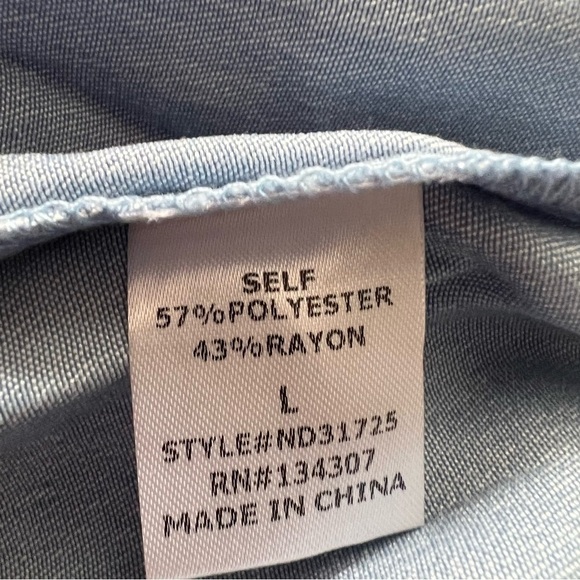 SELF
57%POLYESTER
43%RAYON
L
STYLE#ND31725
RN#134307
MADE IN CHINA